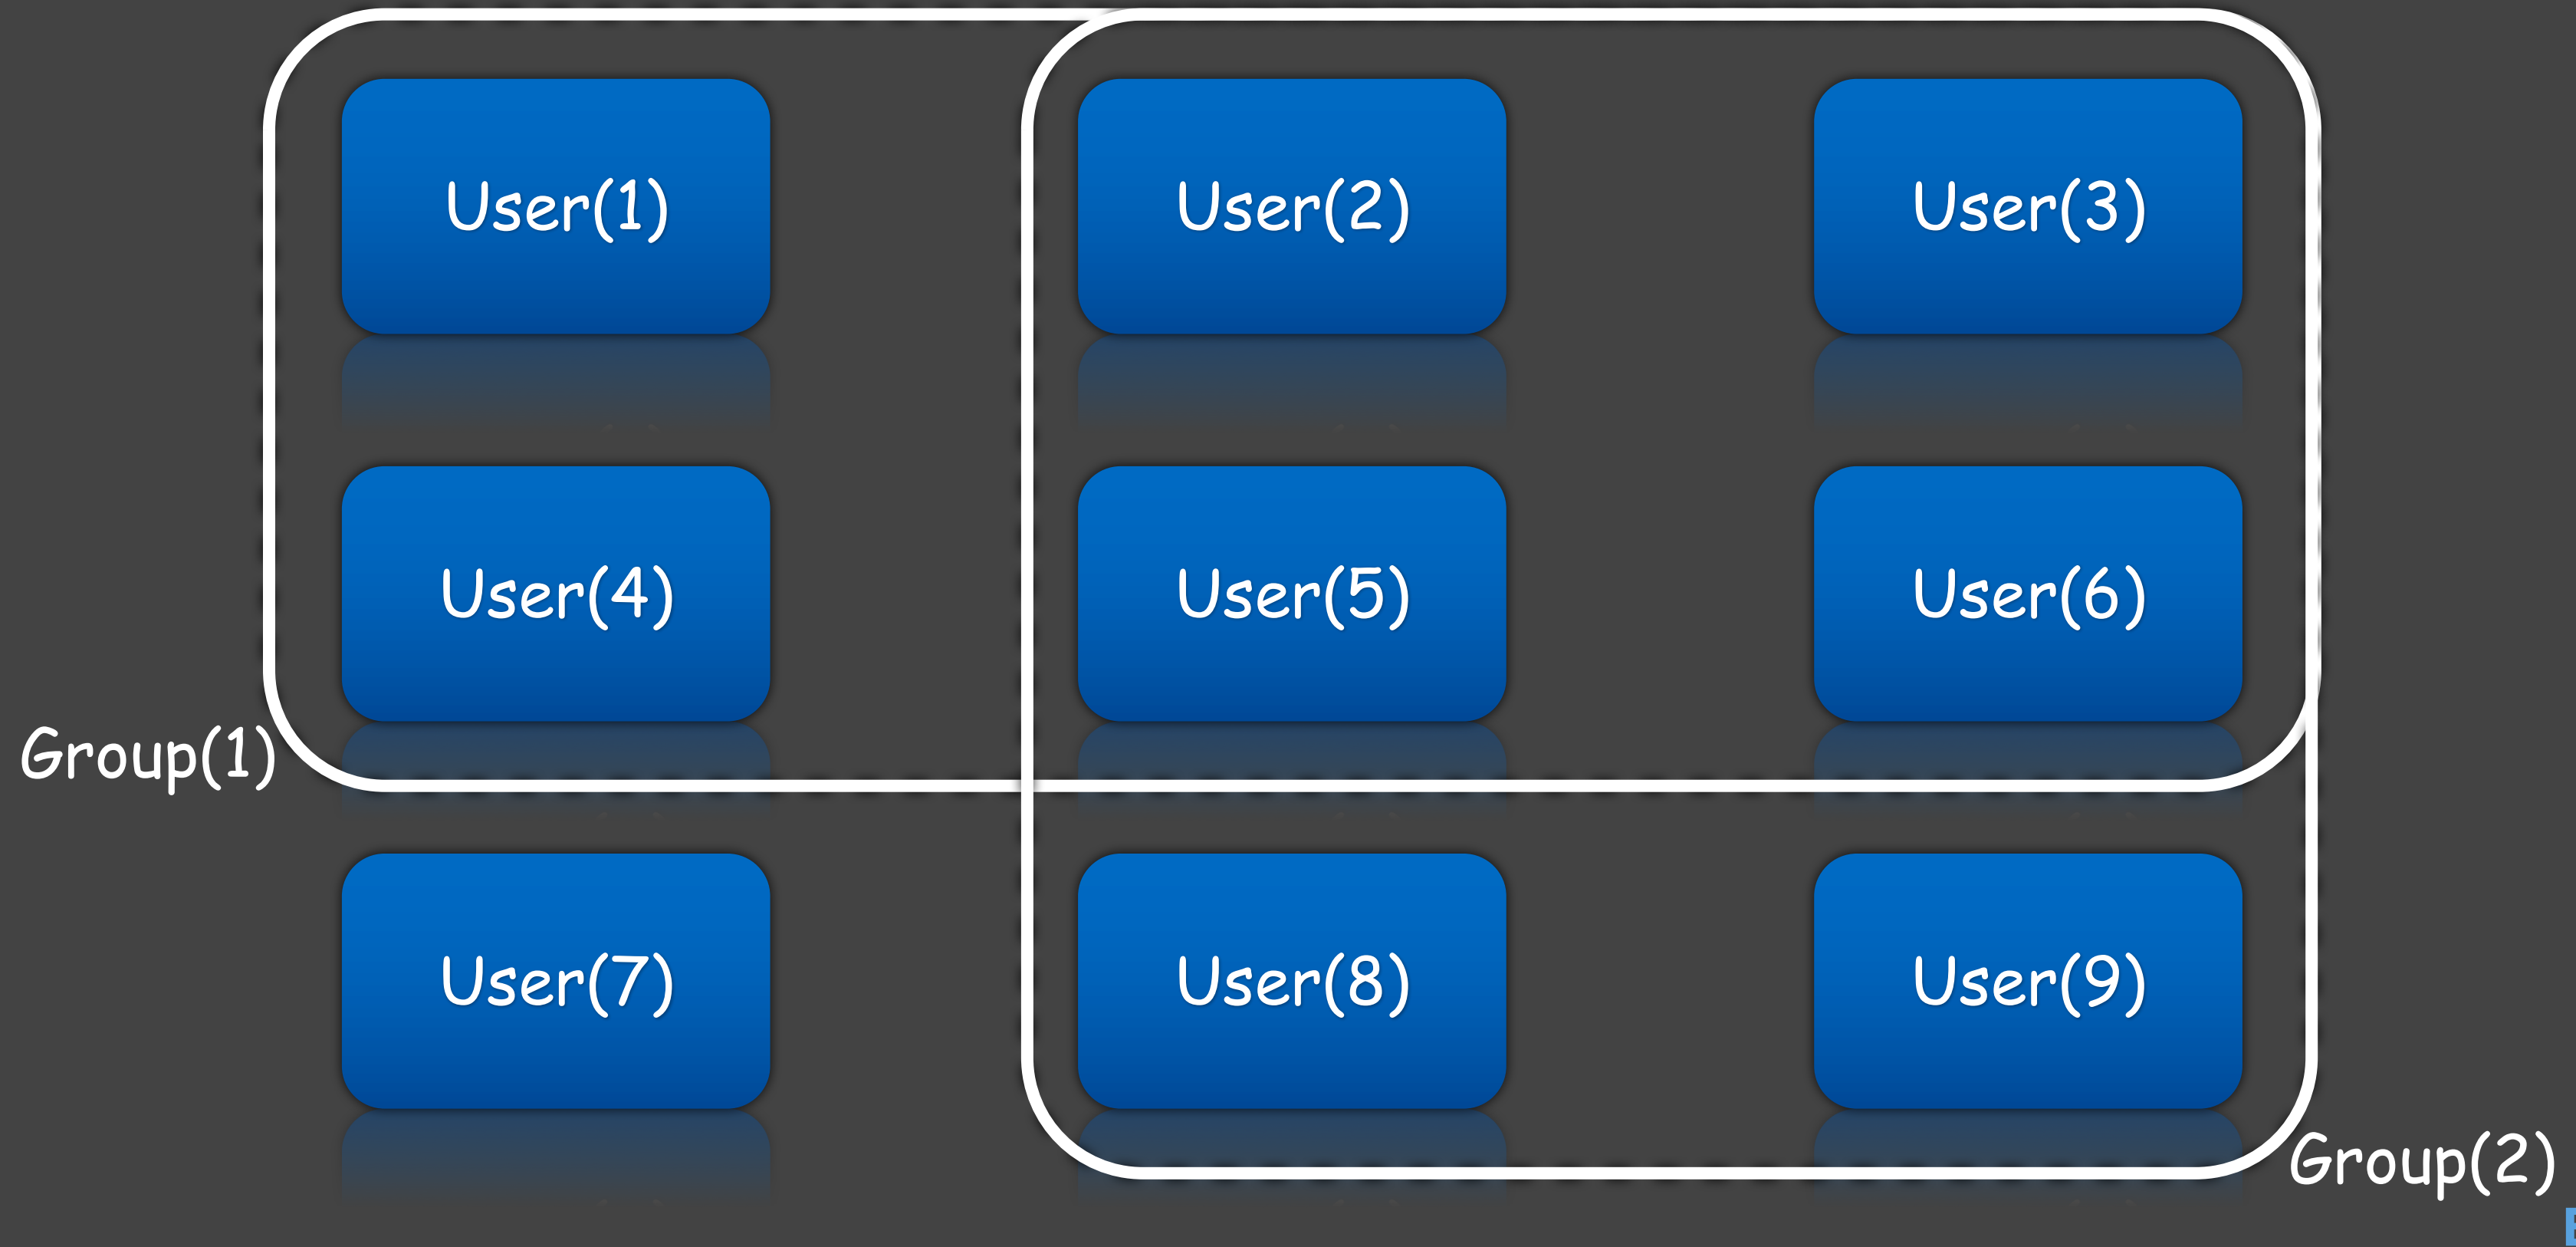 User(1)
User(2)
User(3)
User(4)
User(5)
User(6)
Group(1)
User(7)
User(8)
User(9)
Group(2)